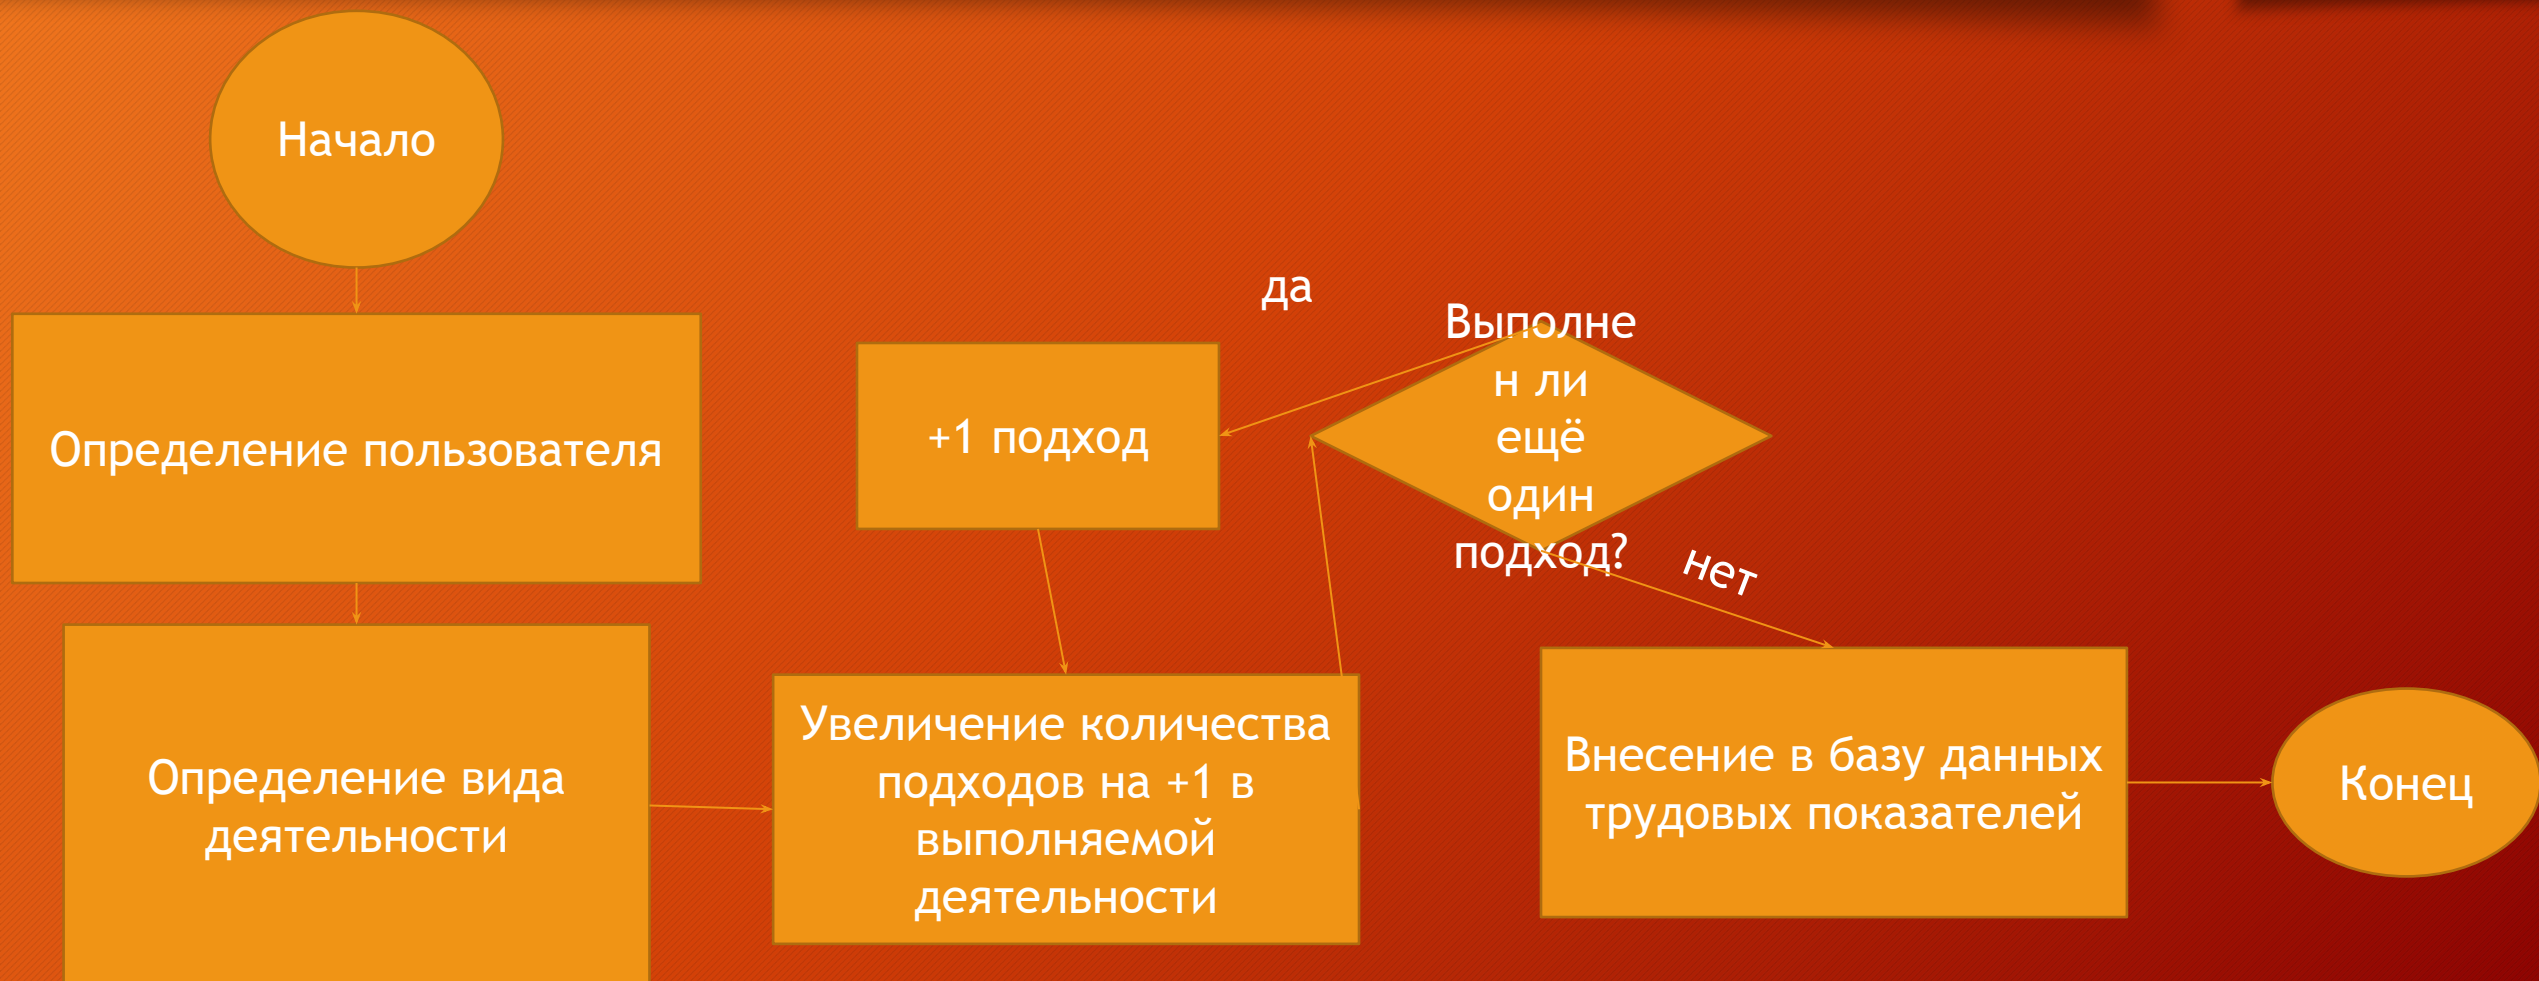 Начало
Определение пользователя
Определение вида
деятельности
да
+1 подход
Увеличение количества
подходов на +1 в
выполняемой
деятельности
Выполне
н ли
ещё
один
подход?
нет
Внесение в базу данных
трудовых показателей
Конец